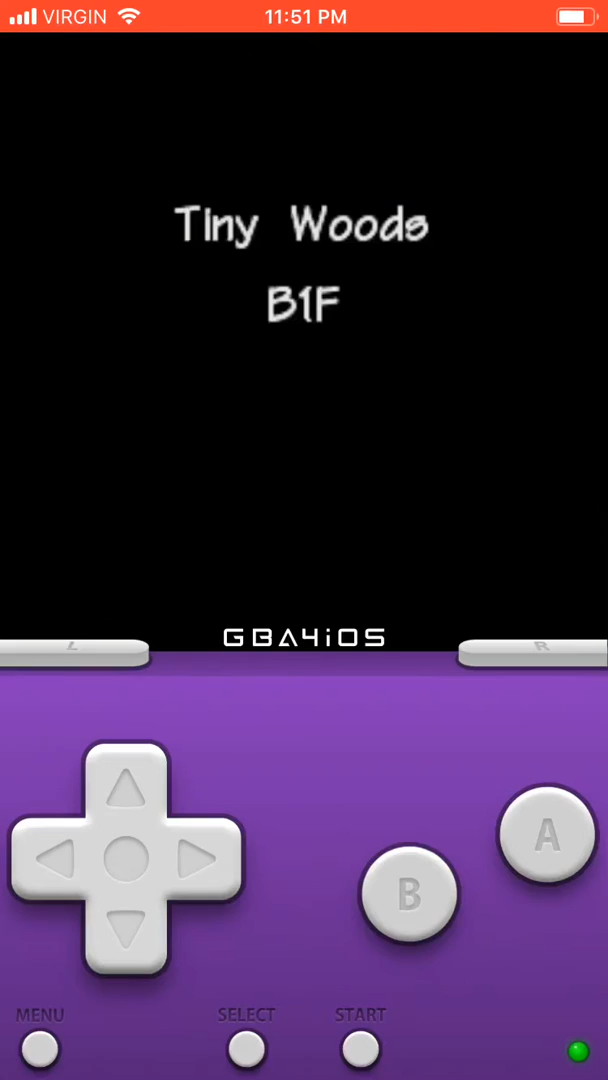 VIRGIN 11:51 PM
Tiny Woods
B1F
GBA4iOS
L R
A
B
MENU SELECT START